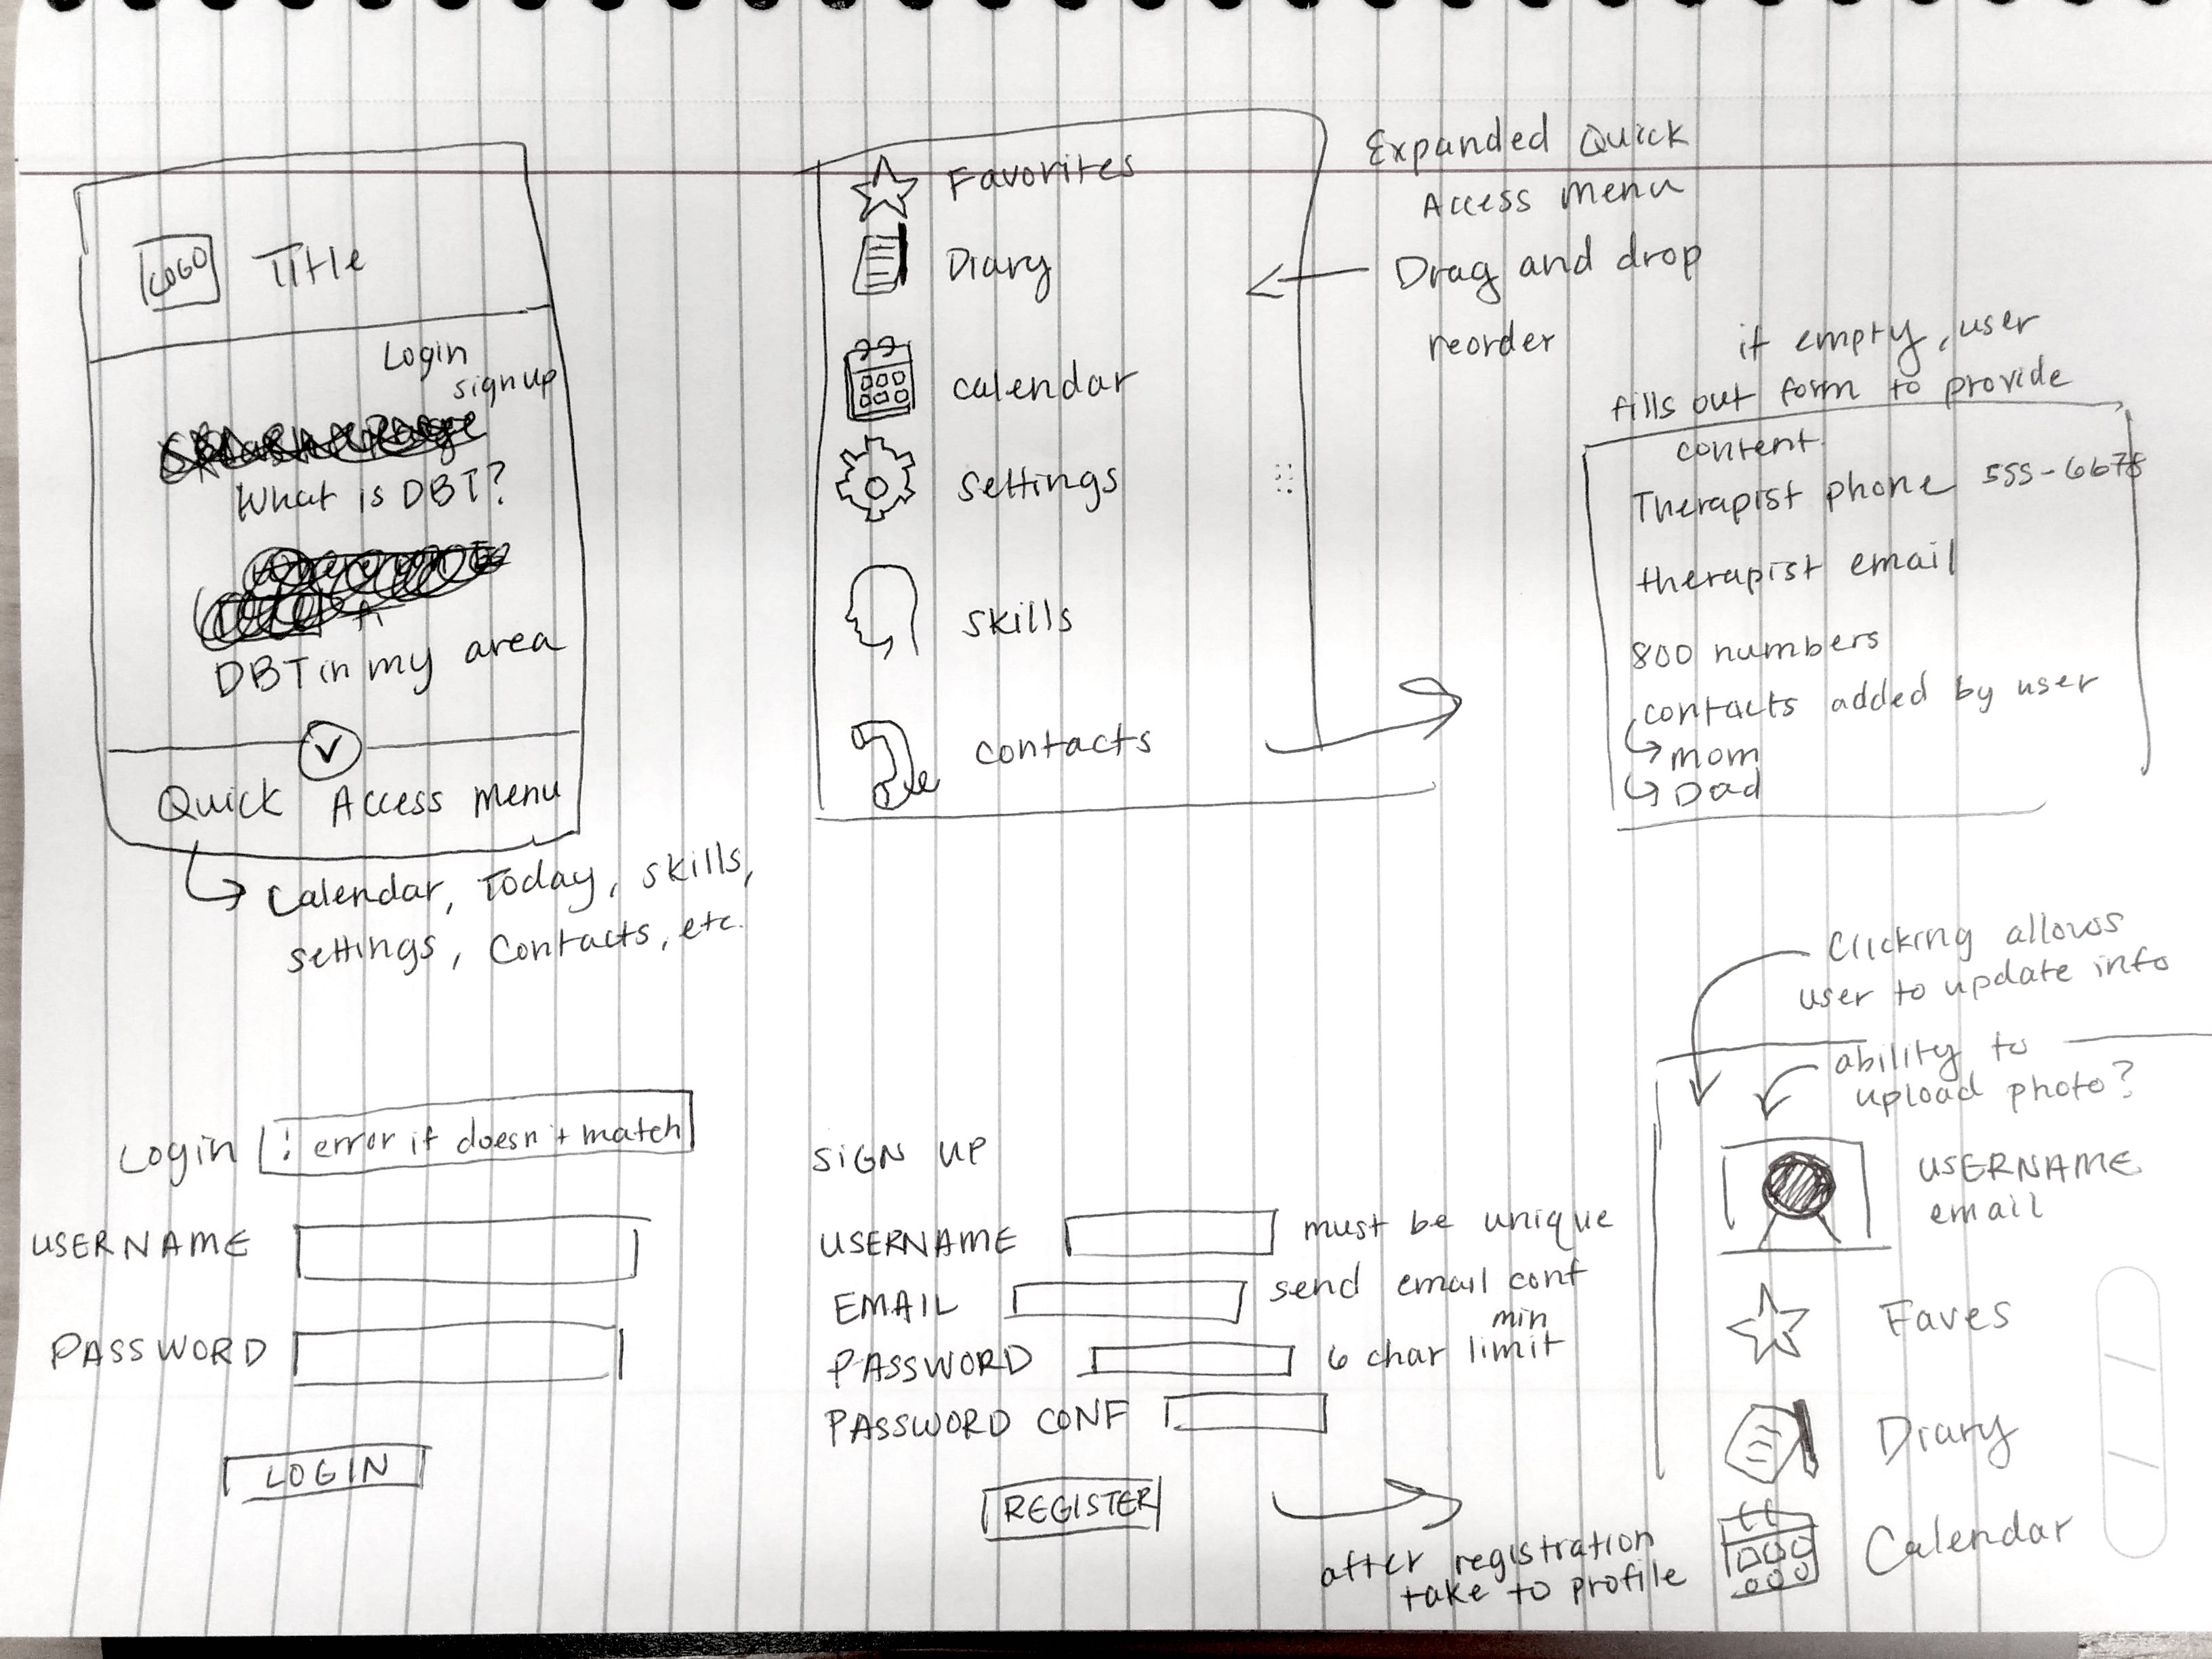 LOGO Title
Login
signup
What is DBT?
DBT in my area
Quick Access menu
Calendar, Today, skills,
settings, Contacts, etc.
Favorites
Diary
calendar
settings
skills
contacts
Expanded Quick
Access menu
Drag and drop
reorder
if empty, user
fills out form to provide
content
Therapist phone 555-6678
therapist email
800 numbers
contacts added by user
mom
Dad
Login ! error if doesn't match
USERNAME
PASSWORD
LOGIN
SIGN UP
USERNAME must be unique
EMAIL send email conf
min
PASSWORD 6 char limit
PASSWORD CONF
REGISTER
after registration
take to profile
Clicking allows
user to update info
ability to
upload photo?
USERNAME
email
Faves
Diary
Calendar